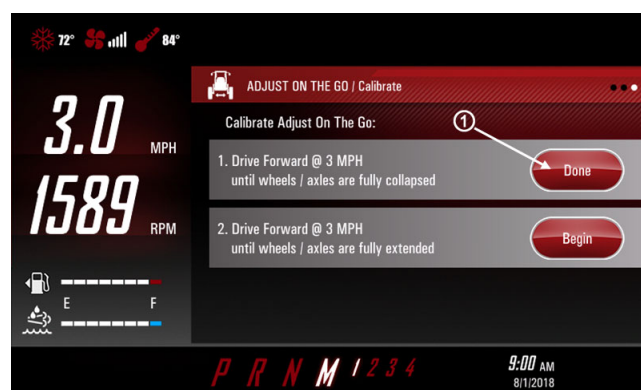 72° 84°
ADJUST ON THE GO / Calibrate
3.0 MPH
Calibrate Adjust On The Go:
1
1. Drive Forward @ 3 MPH
until wheels / axles are fully collapsed
Done
1589 RPM
2. Drive Forward @ 3 MPH
until wheels / axles are fully extended
Begin
E F
P R N M 1 2 3 4
9:00 AM
8/1/2018